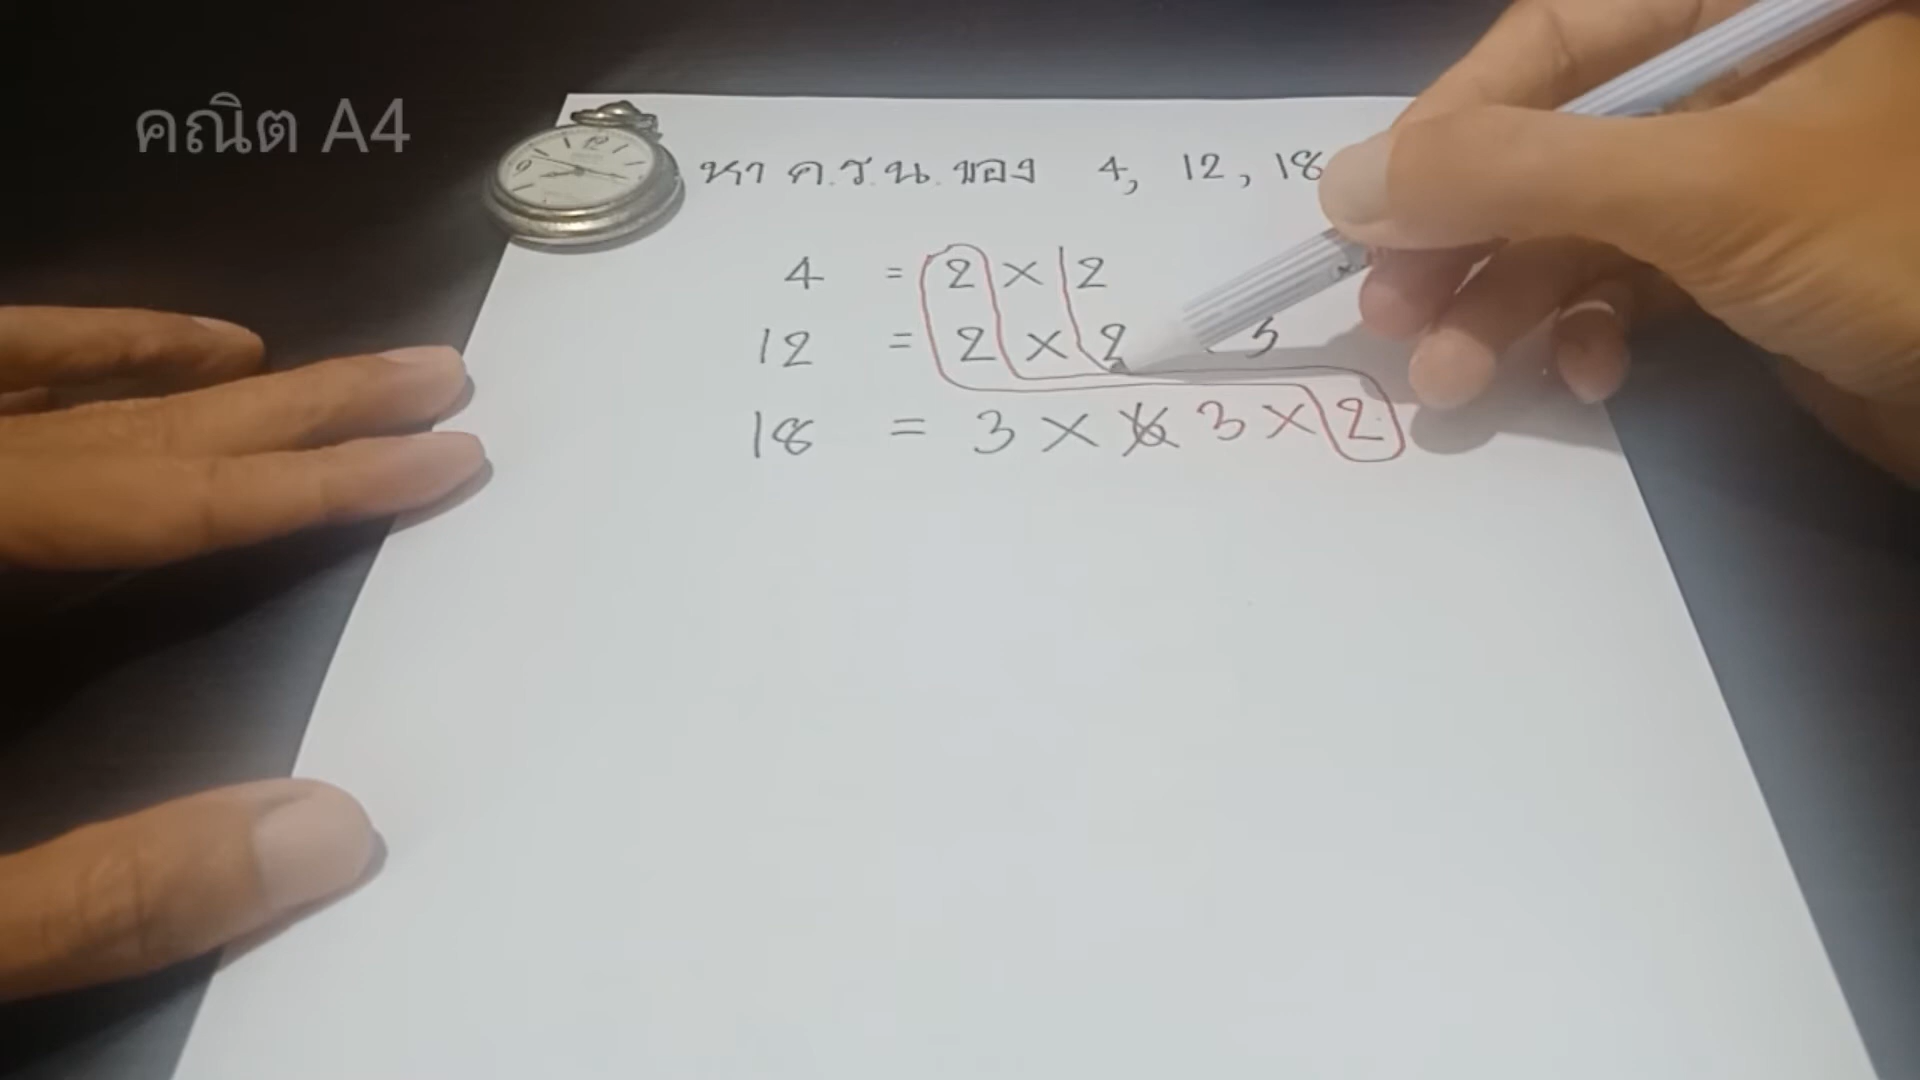 คณิต A4
หา ค.ร.น. ของ 4, 12, 18
4 = 2 × 2
12 = 2 × 2 3
18 = 3 × 6 3 × 2